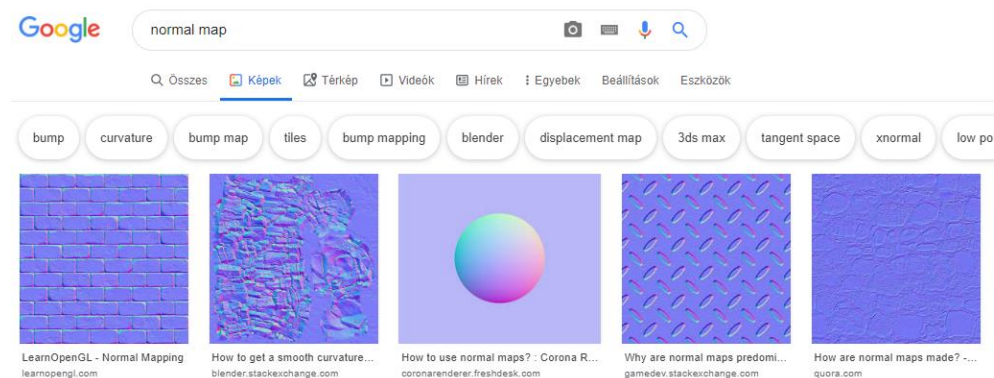 Google
normal map
Összes Képek Térkép Videók Hírek Egyebek Beállítások Eszközök
bump curvature bump map tiles bump mapping blender displacement map 3ds max tangent space xnormal low po
LearnOpenGL - Normal Mapping How to get a smooth curvature... How to use normal maps? : Corona R... Why are normal maps predomi... How are normal maps made? -...
learnopengl.com blender.stackexchange.com coronarenderer.freshdesk.com gamedev.stackexchange.com quora.com